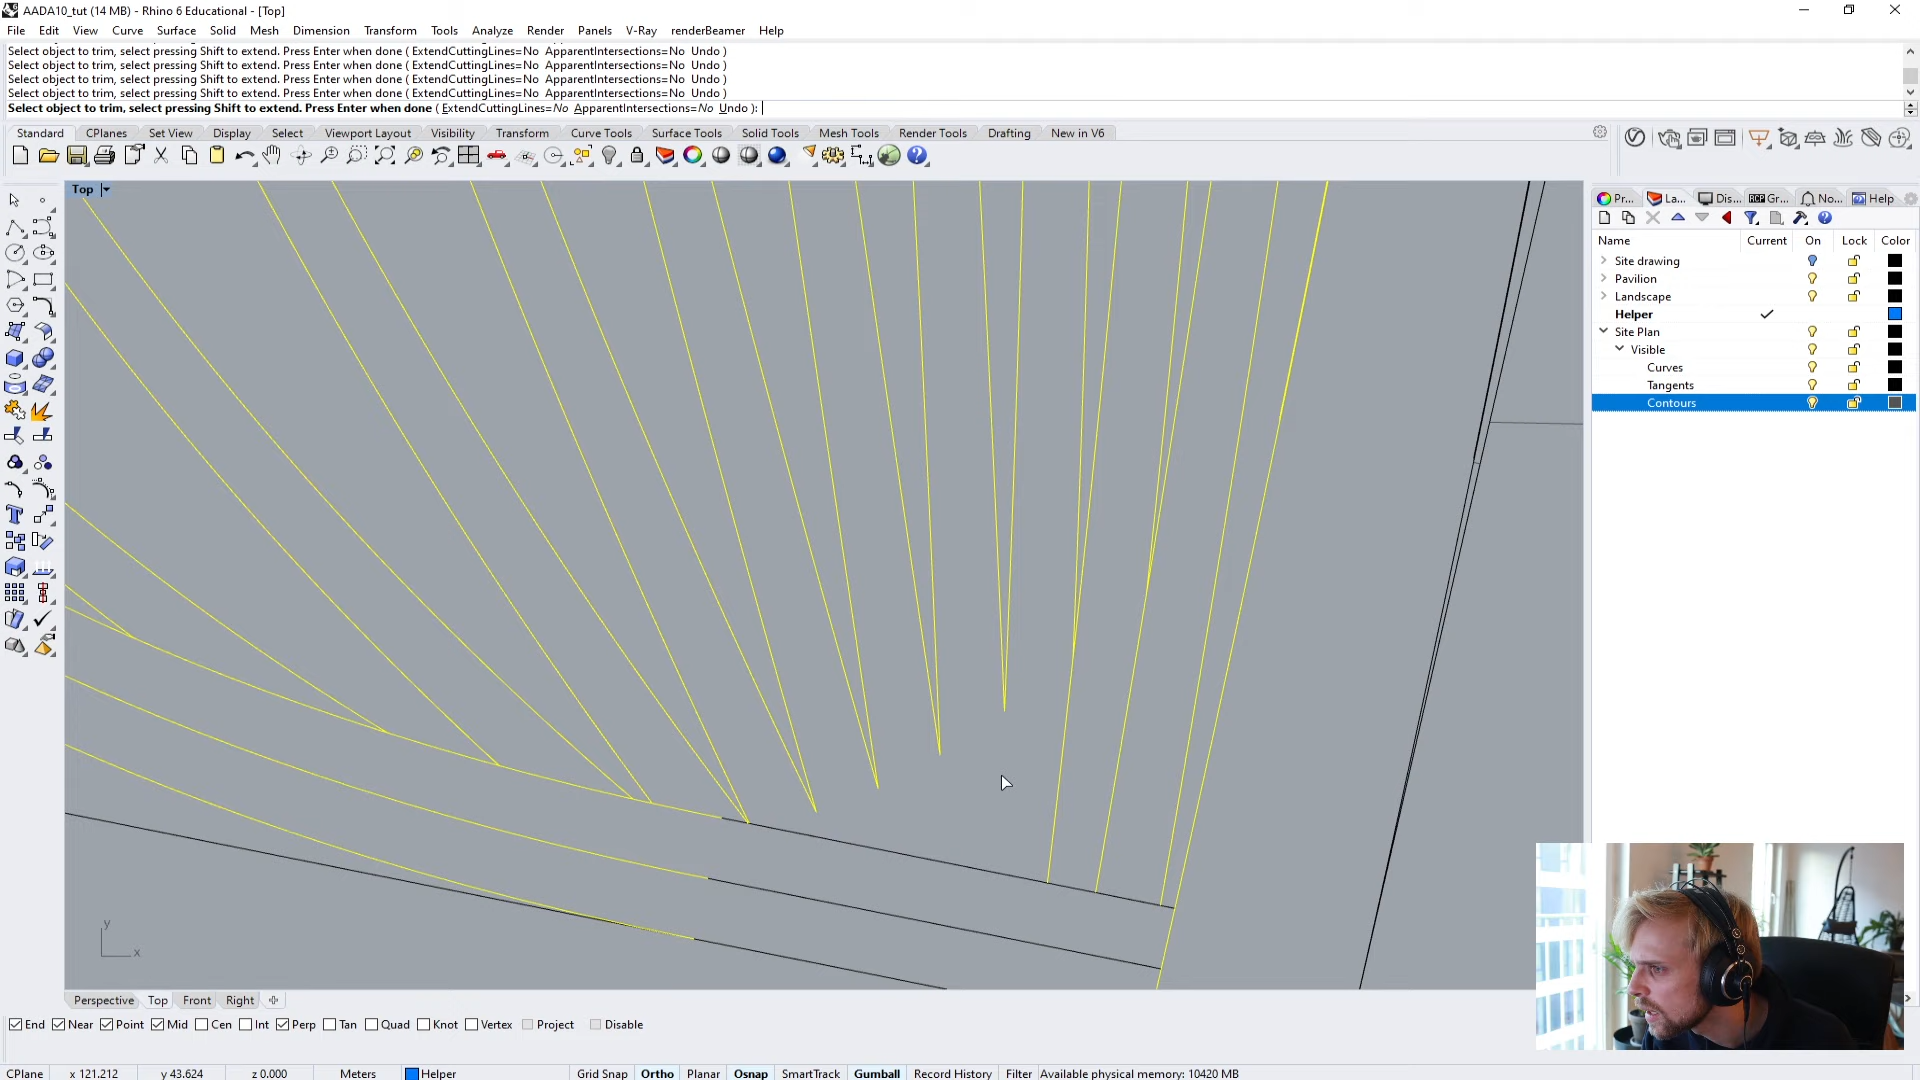 AADA10_tut (14 MB) - Rhino 6 Educational - [Top]
File Edit View Curve Surface Solid Mesh Dimension Transform Tools Analyze Render Panels V-Ray renderBeamer Help
Select object to trim, select pressing Shift to extend. Press Enter when done ( ExtendCuttingLines=No ApparentIntersections=No Undo )
Select object to trim, select pressing Shift to extend. Press Enter when done ( ExtendCuttingLines=No ApparentIntersections=No Undo )
Select object to trim, select pressing Shift to extend. Press Enter when done ( ExtendCuttingLines=No ApparentIntersections=No Undo )
Select object to trim, select pressing Shift to extend. Press Enter when done ( ExtendCuttingLines=No ApparentIntersections=No Undo )
Select object to trim, select pressing Shift to extend. Press Enter when done ( ExtendCuttingLines=No ApparentIntersections=No Undo ):
Standard CPlanes Set View Display Select Viewport Layout Visibility Transform Curve Tools Surface Tools Solid Tools Mesh Tools Render Tools Drafting New in V6
Top
Pr... La... Dis... RCP Gr... No... Help
Name Current On Lock Color
Site drawing
Pavilion
Landscape
Helper
Site Plan
Visible
Curves
Tangents
Contours
y
x
Perspective Top Front Right
End Near Point Mid Cen Int Perp Tan Quad Knot Vertex Project Disable
CPlane x 121.212 y 43.624 z 0.000 Meters Helper Grid Snap Ortho Planar Osnap SmartTrack Gumball Record History Filter Available physical memory: 10420 MB